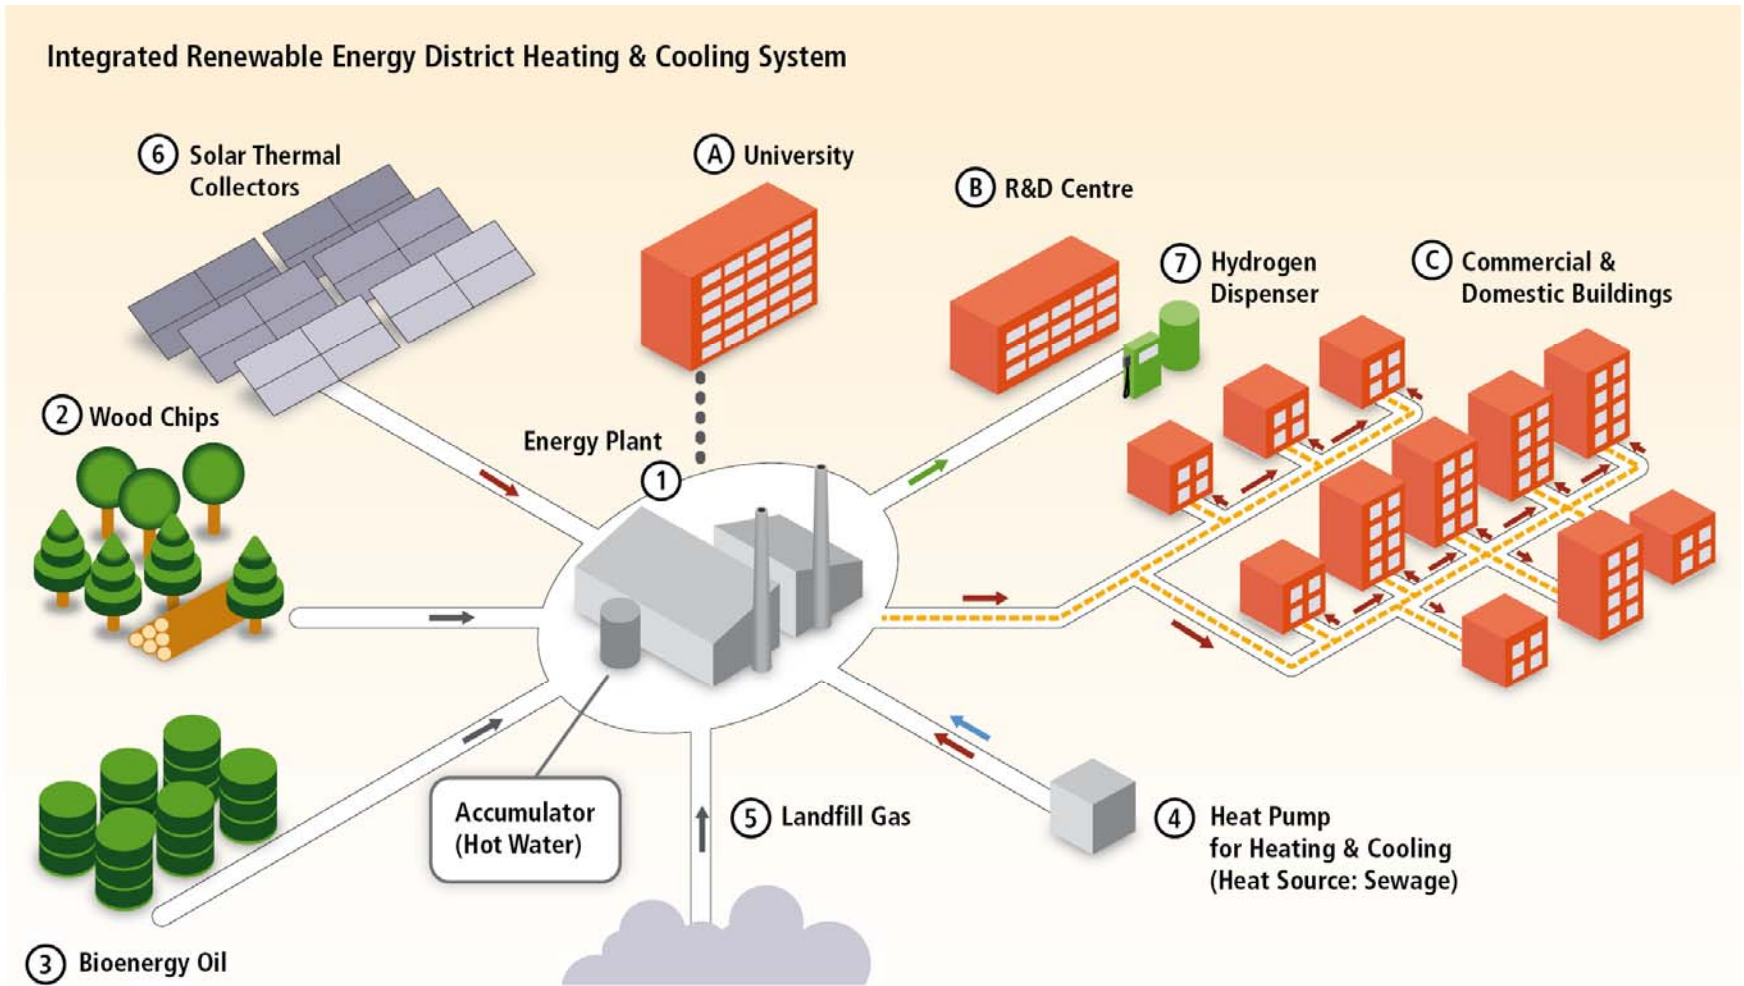 Integrated Renewable Energy District Heating & Cooling System
6 Solar Thermal
Collectors
A University
B R&D Centre
7 Hydrogen
Dispenser
C Commercial &
Domestic Buildings
2 Wood Chips
Energy Plant
1
Accumulator
(Hot Water)
5 Landfill Gas
4 Heat Pump
for Heating & Cooling
(Heat Source: Sewage)
3 Bioenergy Oil